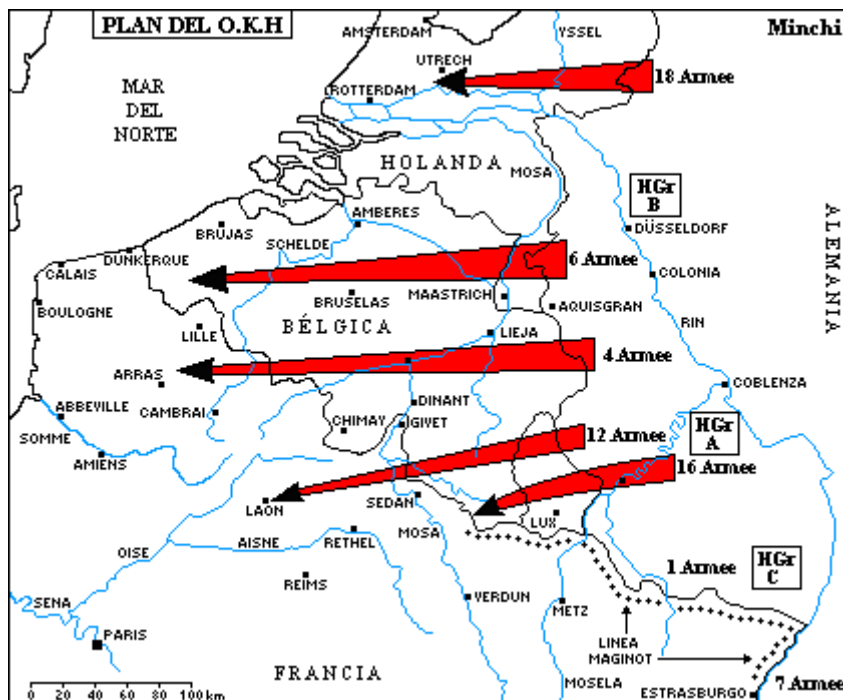 PLAN DEL O.K.H
Minchi
AMSTERDAM
YSSEL
UTRECH
18 Armee
ROTTERDAM
MAR
DEL
NORTE
HOLANDA
MOSA
HGr
B
ALEMANIA
AMBERES
BRUJAS
SCHELDE
DÜSSELDORF
DUNKERQUE
CALAIS
6 Armee
COLONIA
BOULOGNE
BRUSELAS
MAASTRICH
AQUISGRAN
BÉLGICA
LILLE
LIEJA
RIN
4 Armee
ARRAS
COBLENZA
ABBEVILLE
CAMBRAI
DINANT
CHIMAY
GIVET
12 Armee
HGr
A
SOMME
AMIENS
16 Armee
LAON
SEDAN
LUX
MOSA
OISE
AISNE
RETHEL
1 Armee
HGr
C
REIMS
SENA
VERDUN
METZ
PARIS
LINEA
MAGINOT
FRANCIA
MOSELA
7 Armee
ESTRASBURGO
0 20 40 60 80 100 km